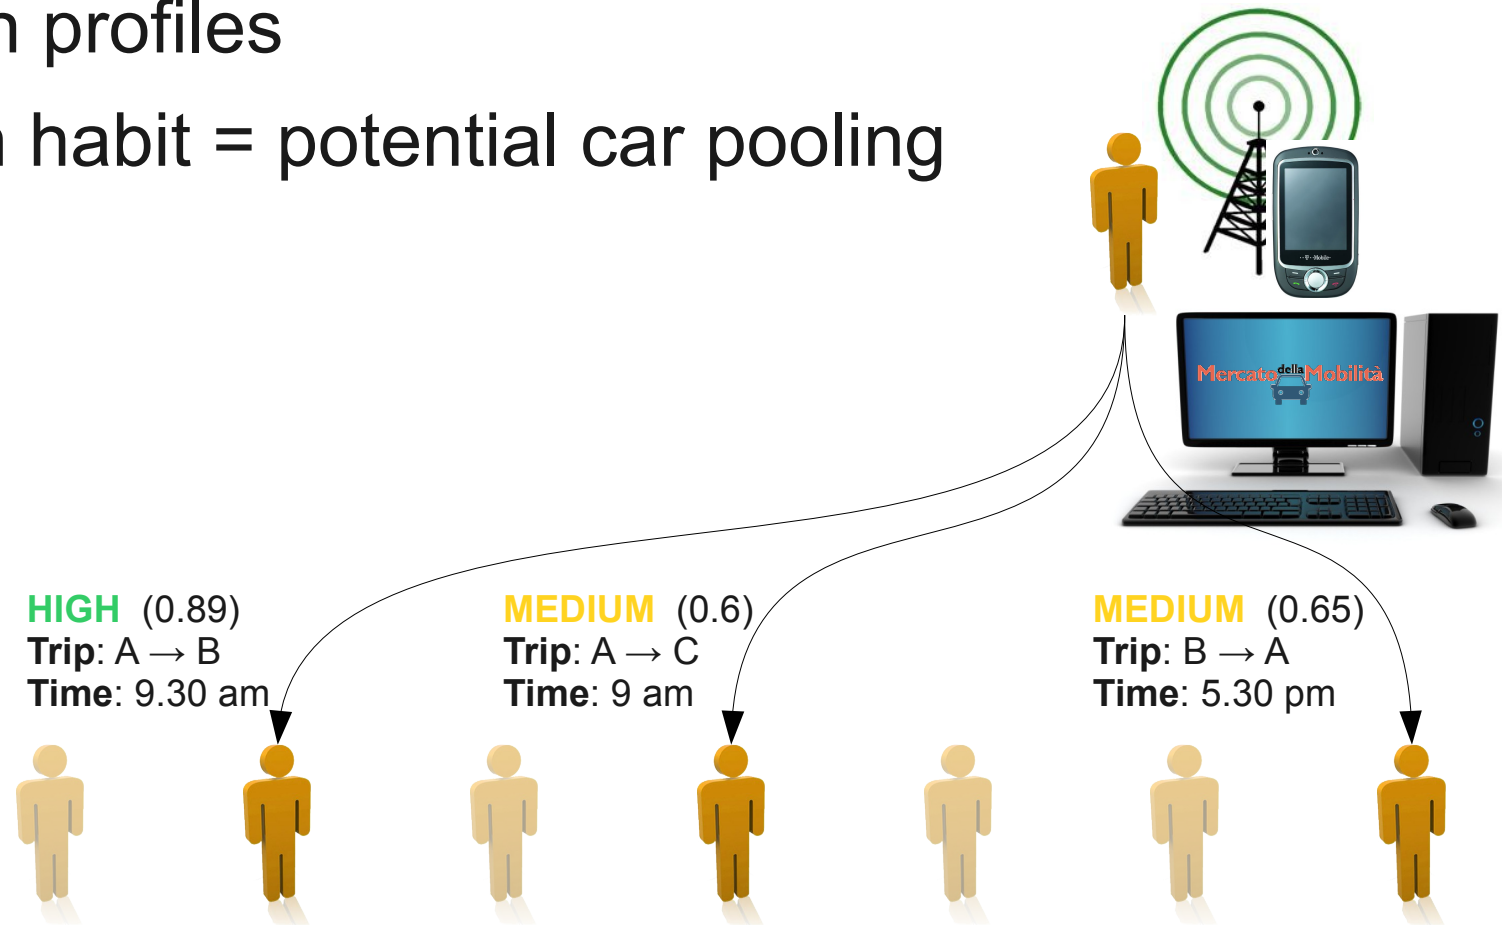 n profiles
n habit = potential car pooling
T-Mobile
Mercato della Mobilità
HIGH (0.89)
Trip: A → B
Time: 9.30 am
MEDIUM (0.6)
Trip: A → C
Time: 9 am
MEDIUM (0.65)
Trip: B → A
Time: 5.30 pm